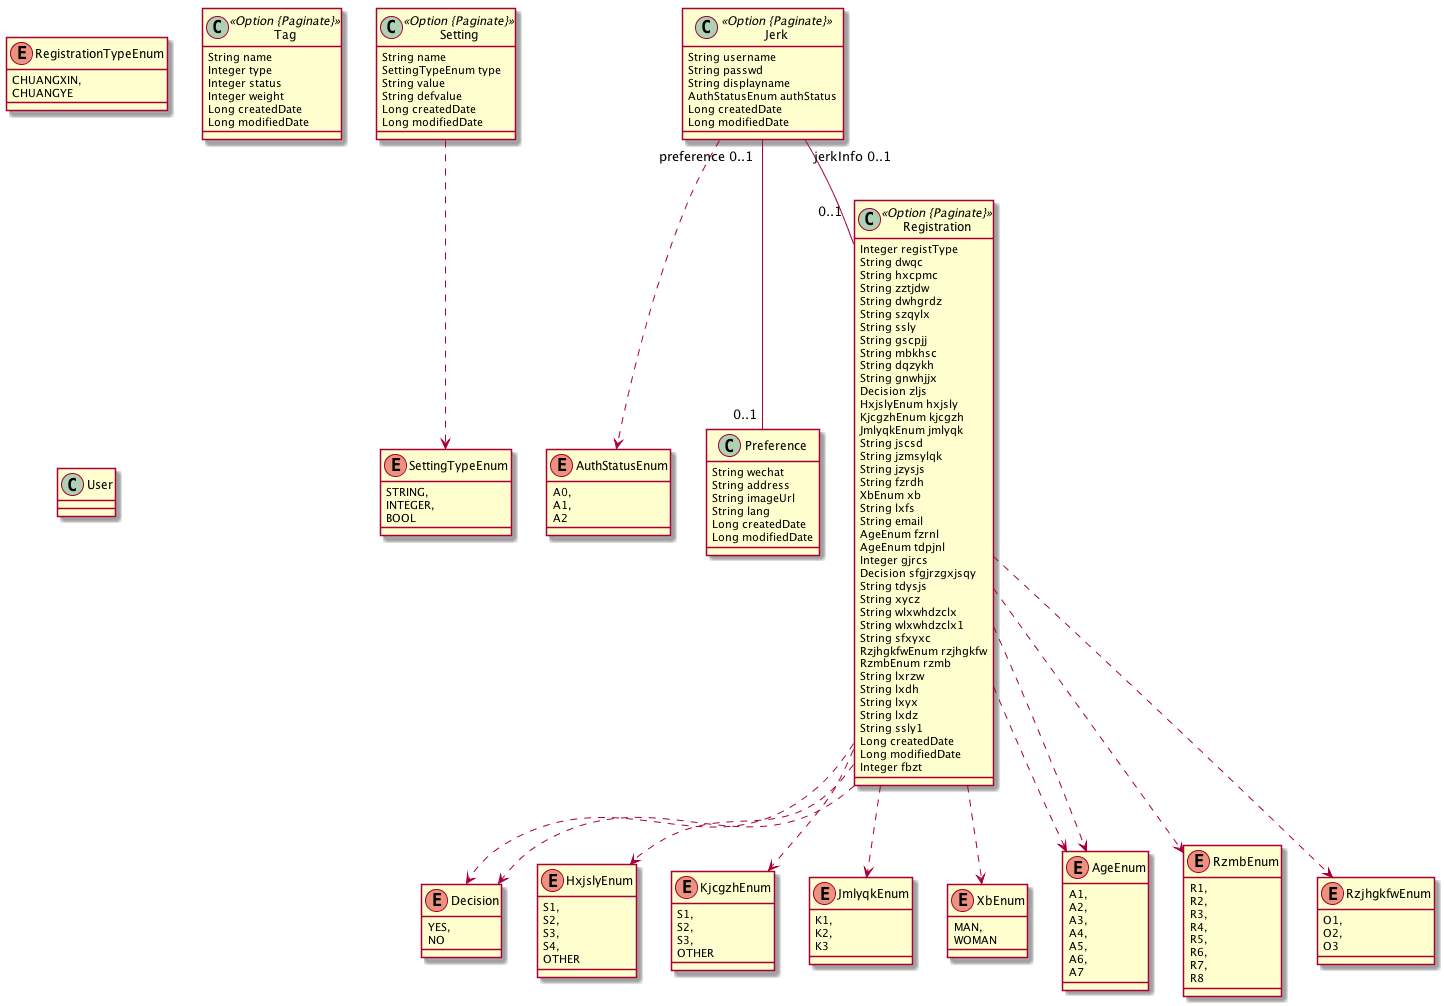 E RegistrationTypeEnum
CHUANGXIN,
CHUANGYE
C «Option {Paginate}»
Tag
String name
Integer type
Integer status
Integer weight
Long createdDate
Long modifiedDate
C «Option {Paginate}»
Setting
String name
SettingTypeEnum type
String value
String defvalue
Long createdDate
Long modifiedDate
C «Option {Paginate}»
Jerk
String username
String passwd
String displayname
AuthStatusEnum authStatus
Long createdDate
Long modifiedDate
preference 0..1
jerkInfo 0..1
0..1
C «Option {Paginate}»
Registration
Integer registType
String dwqc
String hxcpmc
String zztjdw
String dwhgrdz
String szqylx
String ssly
String gscpjj
String mbkhsc
String dqzykh
String gnwhjjx
Decision zljs
HxjslyEnum hxjsly
KjcgzhEnum kjcgzh
JmlyqkEnum jmlyqk
String jscsd
String jzmsylqk
String jzysjs
String fzrdh
XbEnum xb
String lxfs
String email
AgeEnum fzrnl
AgeEnum tdpjnl
Integer gjrcs
Decision sfgjrzgxjsqy
String tdysjs
String xycz
String wlxwhdzclx
String wlxwhdzclx1
String sfxyxc
RzjhgkfwEnum rzjhgkfw
RzmbEnum rzmb
String lxrzw
String lxdh
String lxyx
String lxdz
String ssly1
Long createdDate
Long modifiedDate
Integer fbzt
C User
E SettingTypeEnum
STRING,
INTEGER,
BOOL
E AuthStatusEnum
A0,
A1,
A2
0..1
C Preference
String wechat
String address
String imageUrl
String lang
Long createdDate
Long modifiedDate
E Decision
YES,
NO
E HxjslyEnum
S1,
S2,
S3,
S4,
OTHER
E KjcgzhEnum
S1,
S2,
S3,
OTHER
E JmlyqkEnum
K1,
K2,
K3
E XbEnum
MAN,
WOMAN
E AgeEnum
A1,
A2,
A3,
A4,
A5,
A6,
A7
E RzmbEnum
R1,
R2,
R3,
R4,
R5,
R6,
R7,
R8
E RzjhgkfwEnum
O1,
O2,
O3